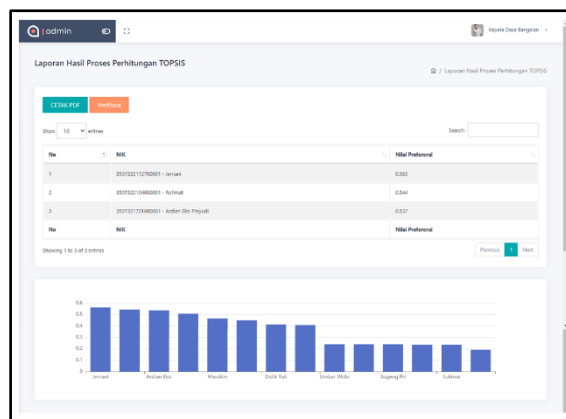 admin
Kepala Desa Bangelan
Laporan Hasil Proses Perhitungan TOPSIS
/ Laporan Hasil Proses Perhitungan TOPSIS
CETAK PDF Verifikasi
Show 10 entries Search:
No NIK Nilai Preferensi
1 - Jemani 0.563
2 - Rohmat 0.544
3 - Ardian Eko Prayudi 0.537
No NIK Nilai Preferensi
Showing 1 to 3 of 3 entries Previous 1 Next
0.6
0.5
0.4
0.3
0.2
0.1
0
Jemani Ardian Eko Mandikir Didik Yuli Umbar Wido Sugeng Pri Sukirno